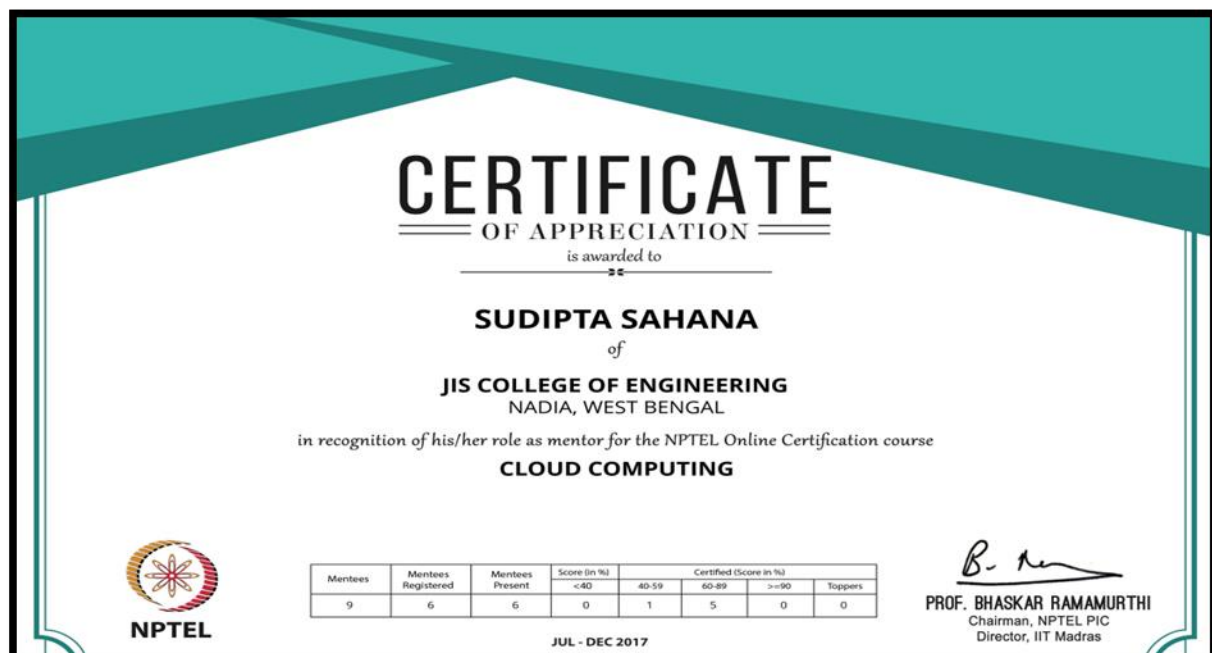 CERTIFICATE
OF APPRECIATION
is awarded to
SUDIPTA SAHANA
of
JIS COLLEGE OF ENGINEERING
NADIA, WEST BENGAL
in recognition of his/her role as mentor for the NPTEL Online Certification course
CLOUD COMPUTING
NPTEL
Mentees Mentees Registered Mentees Present Score (in %) Certified (Score in %)
<40 40-59 60-89 >=90 Toppers
9 6 6 0 1 5 0 0
JUL - DEC 2017
PROF. BHASKAR RAMAMURTHI
Chairman, NPTEL PIC
Director, IIT Madras